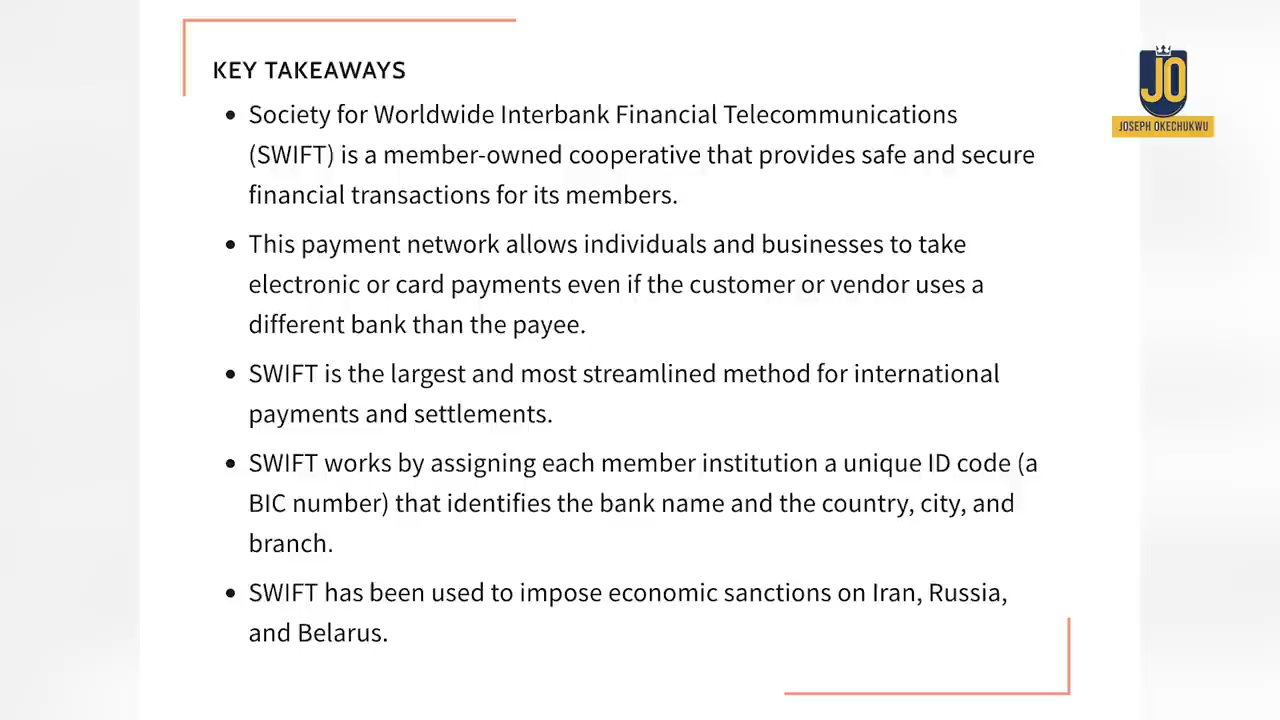 KEY TAKEAWAYS
JO
JOSEPH OKECHUKWU
• Society for Worldwide Interbank Financial Telecommunications
(SWIFT) is a member-owned cooperative that provides safe and secure
financial transactions for its members.
• This payment network allows individuals and businesses to take
electronic or card payments even if the customer or vendor uses a
different bank than the payee.
• SWIFT is the largest and most streamlined method for international
payments and settlements.
• SWIFT works by assigning each member institution a unique ID code (a
BIC number) that identifies the bank name and the country, city, and
branch.
• SWIFT has been used to impose economic sanctions on Iran, Russia,
and Belarus.